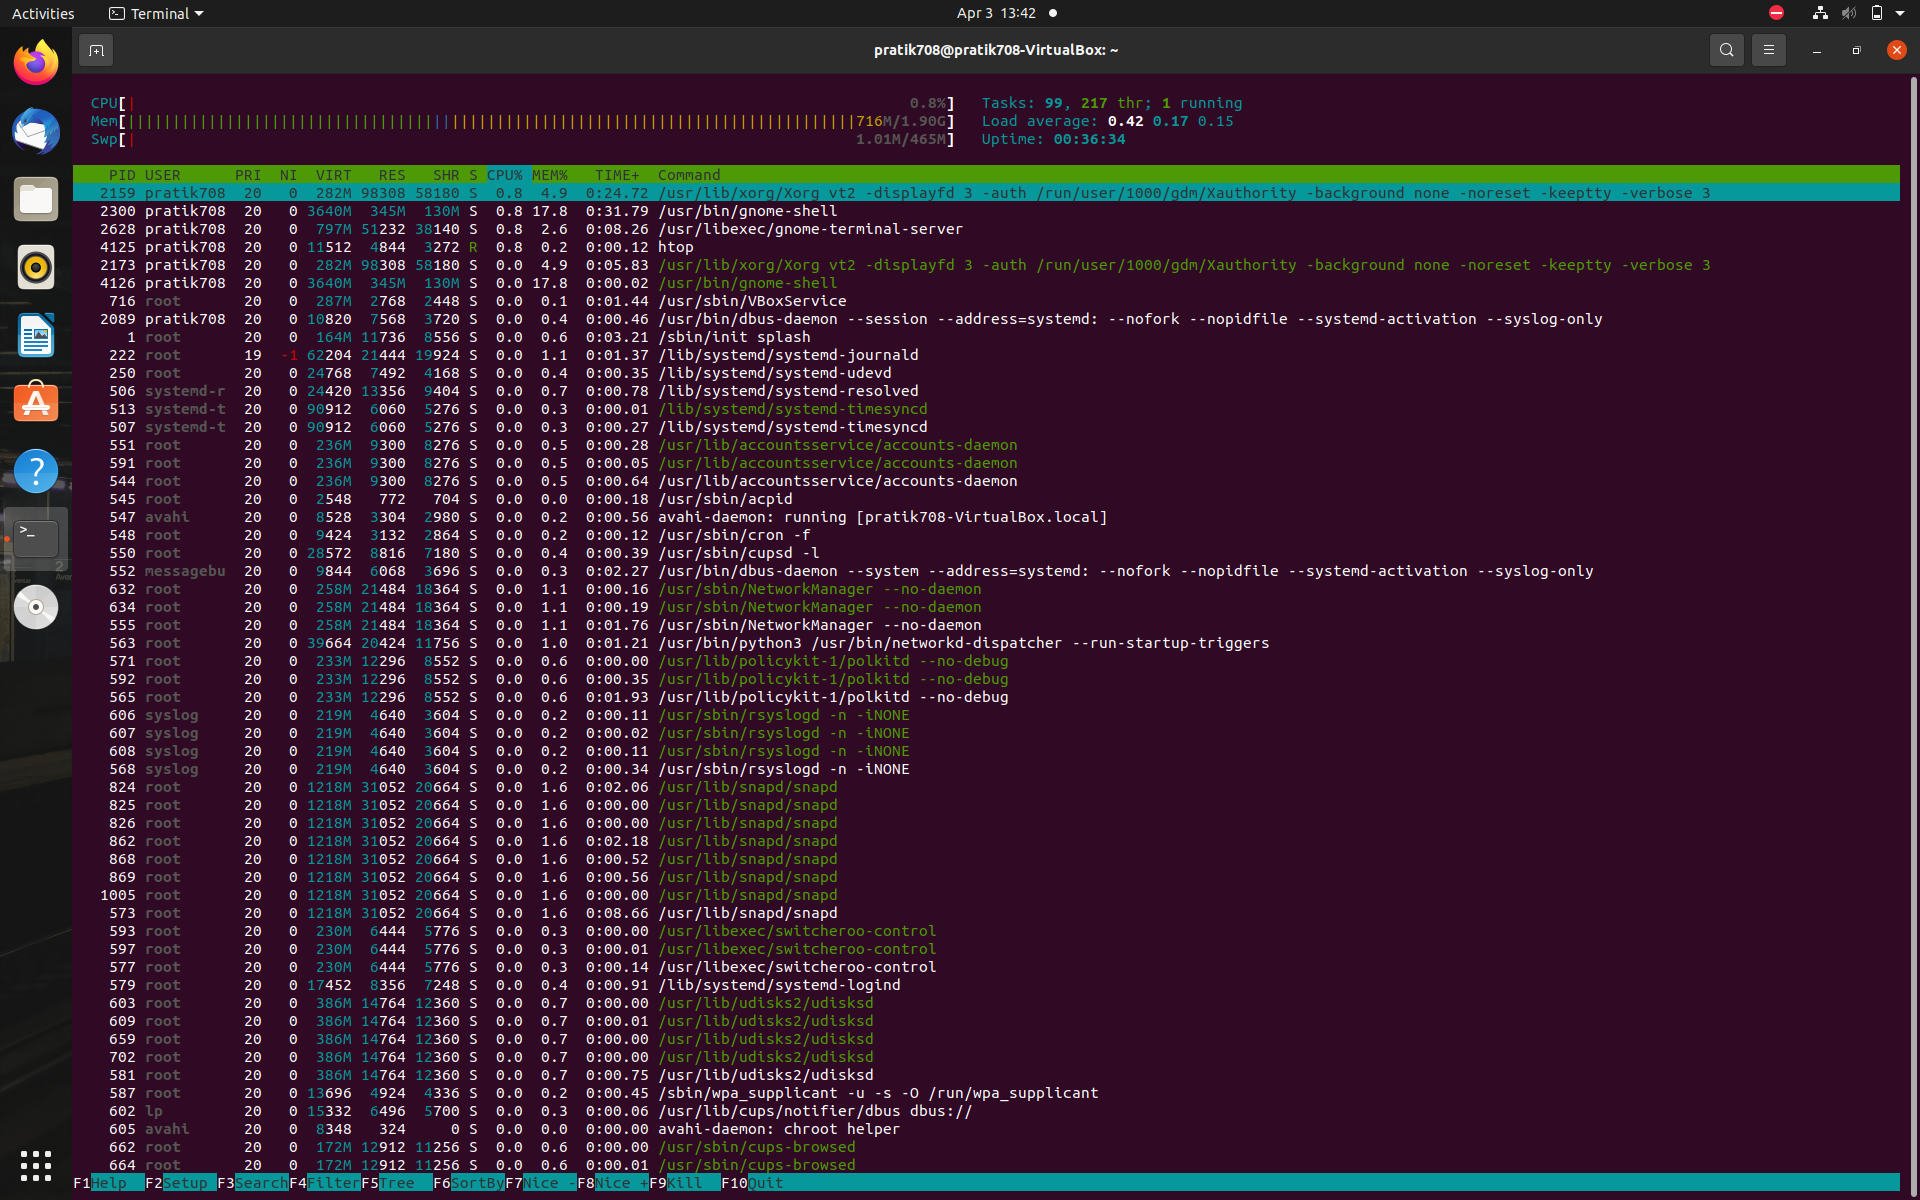 Activities Terminal Apr 3 13:42
pratik708@pratik708-VirtualBox: ~
CPU[| 0.8%] Tasks: 99, 217 thr; 1 running
Mem[||||||||||||||||||||||||||||||||||||||||||||||||||||||||||||||||||||||||||||||||716M/1.90G] Load average: 0.42 0.17 0.15
Swp[| 1.01M/465M] Uptime: 00:36:34
PID USER PRI NI VIRT RES SHR S CPU% MEM% TIME+ Command
2159 pratik708 20 0 282M 98308 58180 S 0.8 4.9 0:24.72 /usr/lib/xorg/Xorg vt2 -displayfd 3 -auth /run/user/1000/gdm/Xauthority -background none -noreset -keeptty -verbose 3
2300 pratik708 20 0 3640M 345M 130M S 0.8 17.8 0:31.79 /usr/bin/gnome-shell
2628 pratik708 20 0 797M 51232 38140 S 0.8 2.6 0:08.26 /usr/libexec/gnome-terminal-server
4125 pratik708 20 0 11512 4844 3272 R 0.8 0.2 0:00.12 htop
2173 pratik708 20 0 282M 98308 58180 S 0.0 4.9 0:05.83 /usr/lib/xorg/Xorg vt2 -displayfd 3 -auth /run/user/1000/gdm/Xauthority -background none -noreset -keeptty -verbose 3
4126 pratik708 20 0 3640M 345M 130M S 0.0 17.8 0:00.02 /usr/bin/gnome-shell
716 root 20 0 287M 2768 2448 S 0.0 0.1 0:01.44 /usr/sbin/VBoxService
2089 pratik708 20 0 10820 7568 3720 S 0.0 0.4 0:00.46 /usr/bin/dbus-daemon --session --address=systemd: --nofork --nopidfile --systemd-activation --syslog-only
1 root 20 0 164M 11736 8556 S 0.0 0.6 0:03.21 /sbin/init splash
222 root 19 -1 62204 21444 19924 S 0.0 1.1 0:01.37 /lib/systemd/systemd-journald
250 root 20 0 24768 7492 4168 S 0.0 0.4 0:00.35 /lib/systemd/systemd-udevd
506 systemd-r 20 0 24420 13356 9404 S 0.0 0.7 0:00.78 /lib/systemd/systemd-resolved
513 systemd-t 20 0 90912 6060 5276 S 0.0 0.3 0:00.01 /lib/systemd/systemd-timesyncd
507 systemd-t 20 0 90912 6060 5276 S 0.0 0.3 0:00.27 /lib/systemd/systemd-timesyncd
551 root 20 0 236M 9300 8276 S 0.0 0.5 0:00.28 /usr/lib/accountsservice/accounts-daemon
591 root 20 0 236M 9300 8276 S 0.0 0.5 0:00.05 /usr/lib/accountsservice/accounts-daemon
544 root 20 0 236M 9300 8276 S 0.0 0.5 0:00.64 /usr/lib/accountsservice/accounts-daemon
545 root 20 0 2548 772 704 S 0.0 0.0 0:00.18 /usr/sbin/acpid
547 avahi 20 0 8528 3304 2980 S 0.0 0.2 0:00.56 avahi-daemon: running [pratik708-VirtualBox.local]
548 root 20 0 9424 3132 2864 S 0.0 0.2 0:00.12 /usr/sbin/cron -f
550 root 20 0 28572 8816 7180 S 0.0 0.4 0:00.39 /usr/sbin/cupsd -l
552 messagebu 20 0 9844 6068 3696 S 0.0 0.3 0:02.27 /usr/bin/dbus-daemon --system --address=systemd: --nofork --nopidfile --systemd-activation --syslog-only
632 root 20 0 258M 21484 18364 S 0.0 1.1 0:00.16 /usr/sbin/NetworkManager --no-daemon
634 root 20 0 258M 21484 18364 S 0.0 1.1 0:00.19 /usr/sbin/NetworkManager --no-daemon
555 root 20 0 258M 21484 18364 S 0.0 1.1 0:01.76 /usr/sbin/NetworkManager --no-daemon
563 root 20 0 39664 20424 11756 S 0.0 1.0 0:01.21 /usr/bin/python3 /usr/bin/networkd-dispatcher --run-startup-triggers
571 root 20 0 233M 12296 8552 S 0.0 0.6 0:00.00 /usr/lib/policykit-1/polkitd --no-debug
592 root 20 0 233M 12296 8552 S 0.0 0.6 0:00.35 /usr/lib/policykit-1/polkitd --no-debug
565 root 20 0 233M 12296 8552 S 0.0 0.6 0:01.93 /usr/lib/policykit-1/polkitd --no-debug
606 syslog 20 0 219M 4640 3604 S 0.0 0.2 0:00.11 /usr/sbin/rsyslogd -n -iNONE
607 syslog 20 0 219M 4640 3604 S 0.0 0.2 0:00.02 /usr/sbin/rsyslogd -n -iNONE
608 syslog 20 0 219M 4640 3604 S 0.0 0.2 0:00.11 /usr/sbin/rsyslogd -n -iNONE
568 syslog 20 0 219M 4640 3604 S 0.0 0.2 0:00.34 /usr/sbin/rsyslogd -n -iNONE
824 root 20 0 1218M 31052 20664 S 0.0 1.6 0:02.06 /usr/lib/snapd/snapd
825 root 20 0 1218M 31052 20664 S 0.0 1.6 0:00.00 /usr/lib/snapd/snapd
826 root 20 0 1218M 31052 20664 S 0.0 1.6 0:00.00 /usr/lib/snapd/snapd
862 root 20 0 1218M 31052 20664 S 0.0 1.6 0:02.18 /usr/lib/snapd/snapd
868 root 20 0 1218M 31052 20664 S 0.0 1.6 0:00.52 /usr/lib/snapd/snapd
869 root 20 0 1218M 31052 20664 S 0.0 1.6 0:00.56 /usr/lib/snapd/snapd
1005 root 20 0 1218M 31052 20664 S 0.0 1.6 0:00.00 /usr/lib/snapd/snapd
573 root 20 0 1218M 31052 20664 S 0.0 1.6 0:08.66 /usr/lib/snapd/snapd
593 root 20 0 230M 6444 5776 S 0.0 0.3 0:00.00 /usr/libexec/switcheroo-control
597 root 20 0 230M 6444 5776 S 0.0 0.3 0:00.01 /usr/libexec/switcheroo-control
577 root 20 0 230M 6444 5776 S 0.0 0.3 0:00.14 /usr/libexec/switcheroo-control
579 root 20 0 17452 8356 7248 S 0.0 0.4 0:00.91 /lib/systemd/systemd-logind
603 root 20 0 386M 14764 12360 S 0.0 0.7 0:00.00 /usr/lib/udisks2/udisksd
609 root 20 0 386M 14764 12360 S 0.0 0.7 0:00.01 /usr/lib/udisks2/udisksd
659 root 20 0 386M 14764 12360 S 0.0 0.7 0:00.00 /usr/lib/udisks2/udisksd
702 root 20 0 386M 14764 12360 S 0.0 0.7 0:00.00 /usr/lib/udisks2/udisksd
581 root 20 0 386M 14764 12360 S 0.0 0.7 0:00.75 /usr/lib/udisks2/udisksd
587 root 20 0 13696 4924 4336 S 0.0 0.2 0:00.45 /sbin/wpa_supplicant -u -s -O /run/wpa_supplicant
602 lp 20 0 15332 6496 5700 S 0.0 0.3 0:00.06 /usr/lib/cups/notifier/dbus dbus://
605 avahi 20 0 8348 324 0 S 0.0 0.0 0:00.00 avahi-daemon: chroot helper
662 root 20 0 172M 12912 11256 S 0.0 0.6 0:00.00 /usr/sbin/cups-browsed
664 root 20 0 172M 12912 11256 S 0.0 0.6 0:00.01 /usr/sbin/cups-browsed
F1Help F2Setup F3SearchF4FilterF5Tree F6SortByF7Nice -F8Nice +F9Kill F10Quit